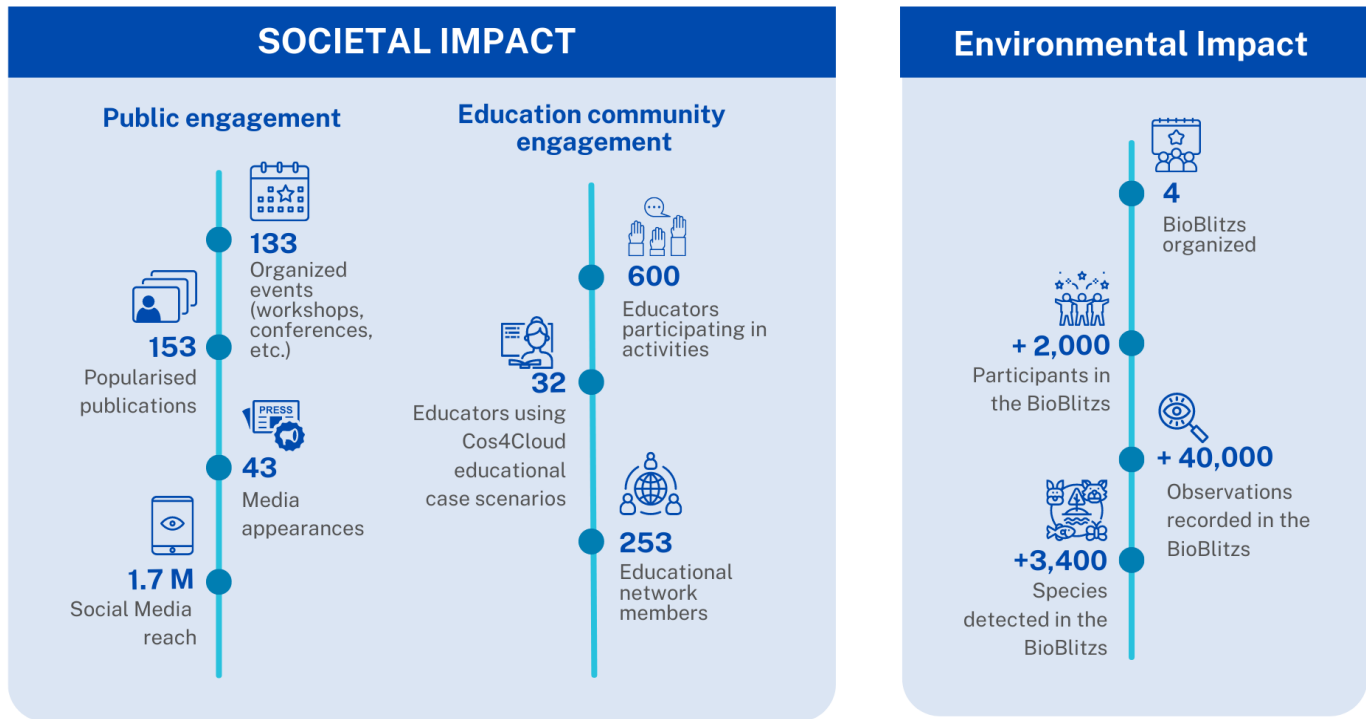 SOCIETAL IMPACT
Public engagement
133
Organized
events
(workshops,
conferences,
etc.)
153
Popularised
publications
PRESS
43
Media
appearances
1.7 M
Social Media
reach
Education community
engagement
600
Educators
participating in
activities
32
Educators using
Cos4Cloud
educational
case scenarios
253
Educational
network
members
Environmental Impact
4
BioBlitzs
organized
+ 2,000
Participants in
the BioBlitzs
+ 40,000
Observations
recorded in the
BioBlitzs
+3,400
Species
detected in the
BioBlitzs